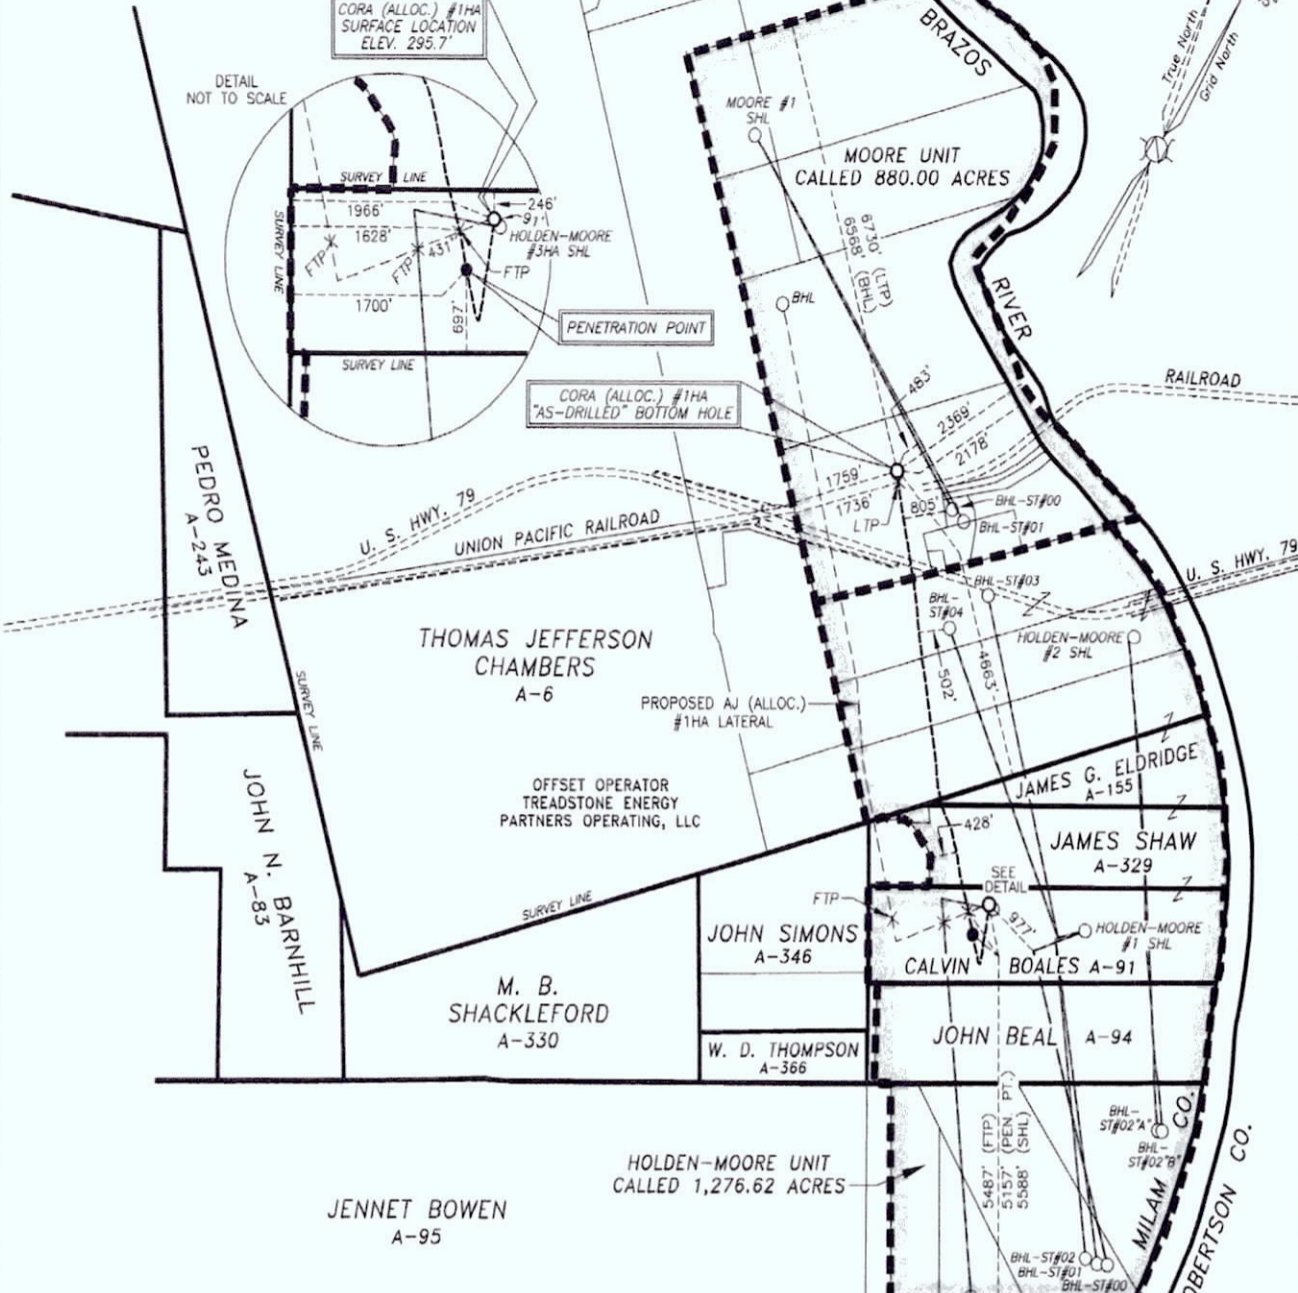 CORA (ALLOC.) #1HA
SURFACE LOCATION
ELEV. 295.7'
DETAIL
NOT TO SCALE
SURVEY LINE
SURVEY LINE
1966'
1628'
1700'
431'
697'
246'
91'
HOLDEN-MOORE
#3HA SHL
FTP
FTP
FTP
SURVEY LINE
PENETRATION POINT
CORA (ALLOC.) #1HA
"AS-DRILLED" BOTTOM HOLE
BRAZOS
RIVER
True North
Grid North
MOORE #1
SHL
MOORE UNIT
CALLED 880.00 ACRES
6730' (LTP)
6568' (BHL)
BHL
RAILROAD
483'
2369'
2178'
1759'
1736'
805'
LTP
BHL-ST#00
BHL-ST#01
PEDRO MEDINA
A-243
U. S. HWY. 79
UNION PACIFIC RAILROAD
U. S. HWY. 79
BHL-ST#03
BHL-
ST#04
HOLDEN-MOORE
#2 SHL
4663'
502'
THOMAS JEFFERSON
CHAMBERS
A-6
SURVEY LINE
PROPOSED AJ (ALLOC.)
#1HA LATERAL
OFFSET OPERATOR
TREADSTONE ENERGY
PARTNERS OPERATING, LLC
JAMES G. ELDRIDGE
A-155
428'
JAMES SHAW
A-329
JOHN N. BARNHILL
A-83
SURVEY LINE
SEE
DETAIL
FTP
977'
HOLDEN-MOORE
#1 SHL
JOHN SIMONS
A-346
CALVIN BOALES A-91
M. B.
SHACKLEFORD
A-330
JOHN BEAL A-94
W. D. THOMPSON
A-366
5487' (FTP)
5157' (PEN. PT.)
5588' (SHL)
BHL-
ST#02"A"
BHL-
ST#02"B"
HOLDEN-MOORE UNIT
CALLED 1,276.62 ACRES
JENNET BOWEN
A-95
MILAM CO.
OBERTSON CO.
BHL-ST#02
BHL-ST#01
BHL-ST#00